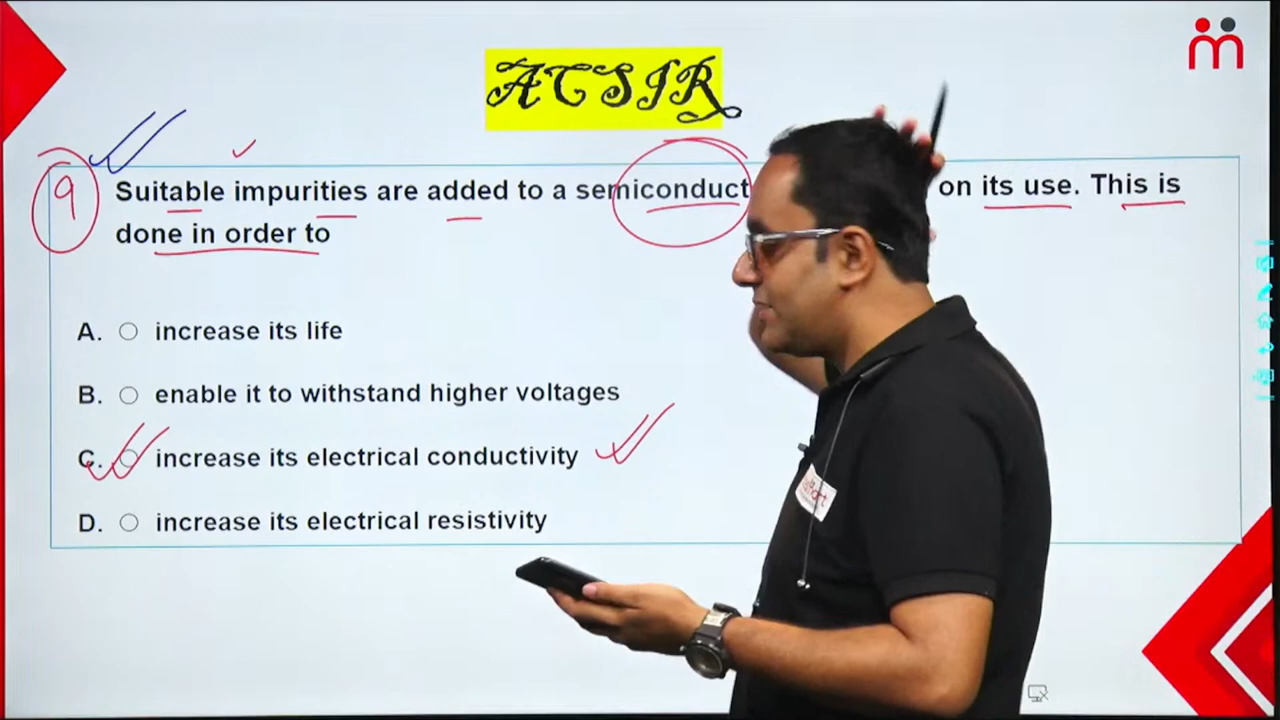 ACSIR
9
Suitable impurities are added to a semiconduct on its use. This is
done in order to
A. increase its life
B. enable it to withstand higher voltages
C. increase its electrical conductivity
D. increase its electrical resistivity